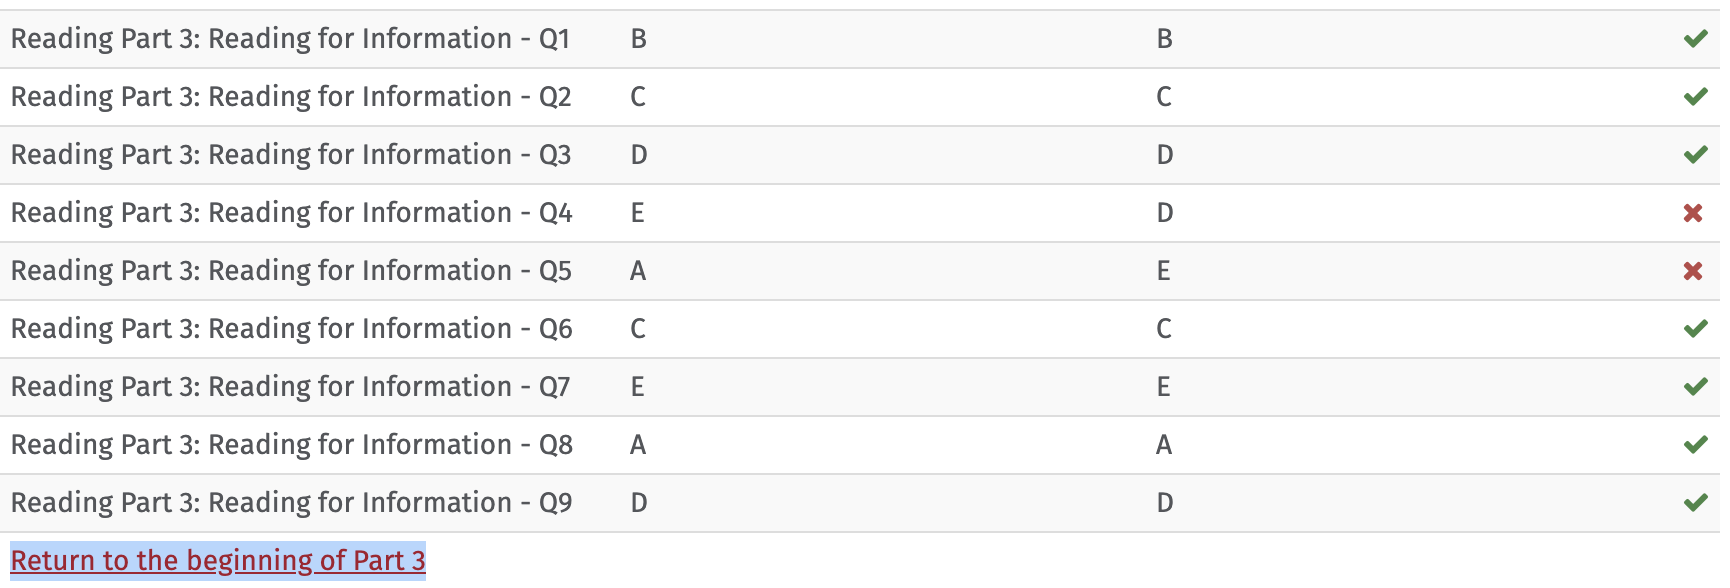 Reading Part 3: Reading for Information - Q1 B B
Reading Part 3: Reading for Information - Q2 C C
Reading Part 3: Reading for Information - Q3 D D
Reading Part 3: Reading for Information - Q4 E D
Reading Part 3: Reading for Information - Q5 A E
Reading Part 3: Reading for Information - Q6 C C
Reading Part 3: Reading for Information - Q7 E E
Reading Part 3: Reading for Information - Q8 A A
Reading Part 3: Reading for Information - Q9 D D
Return to the beginning of Part 3